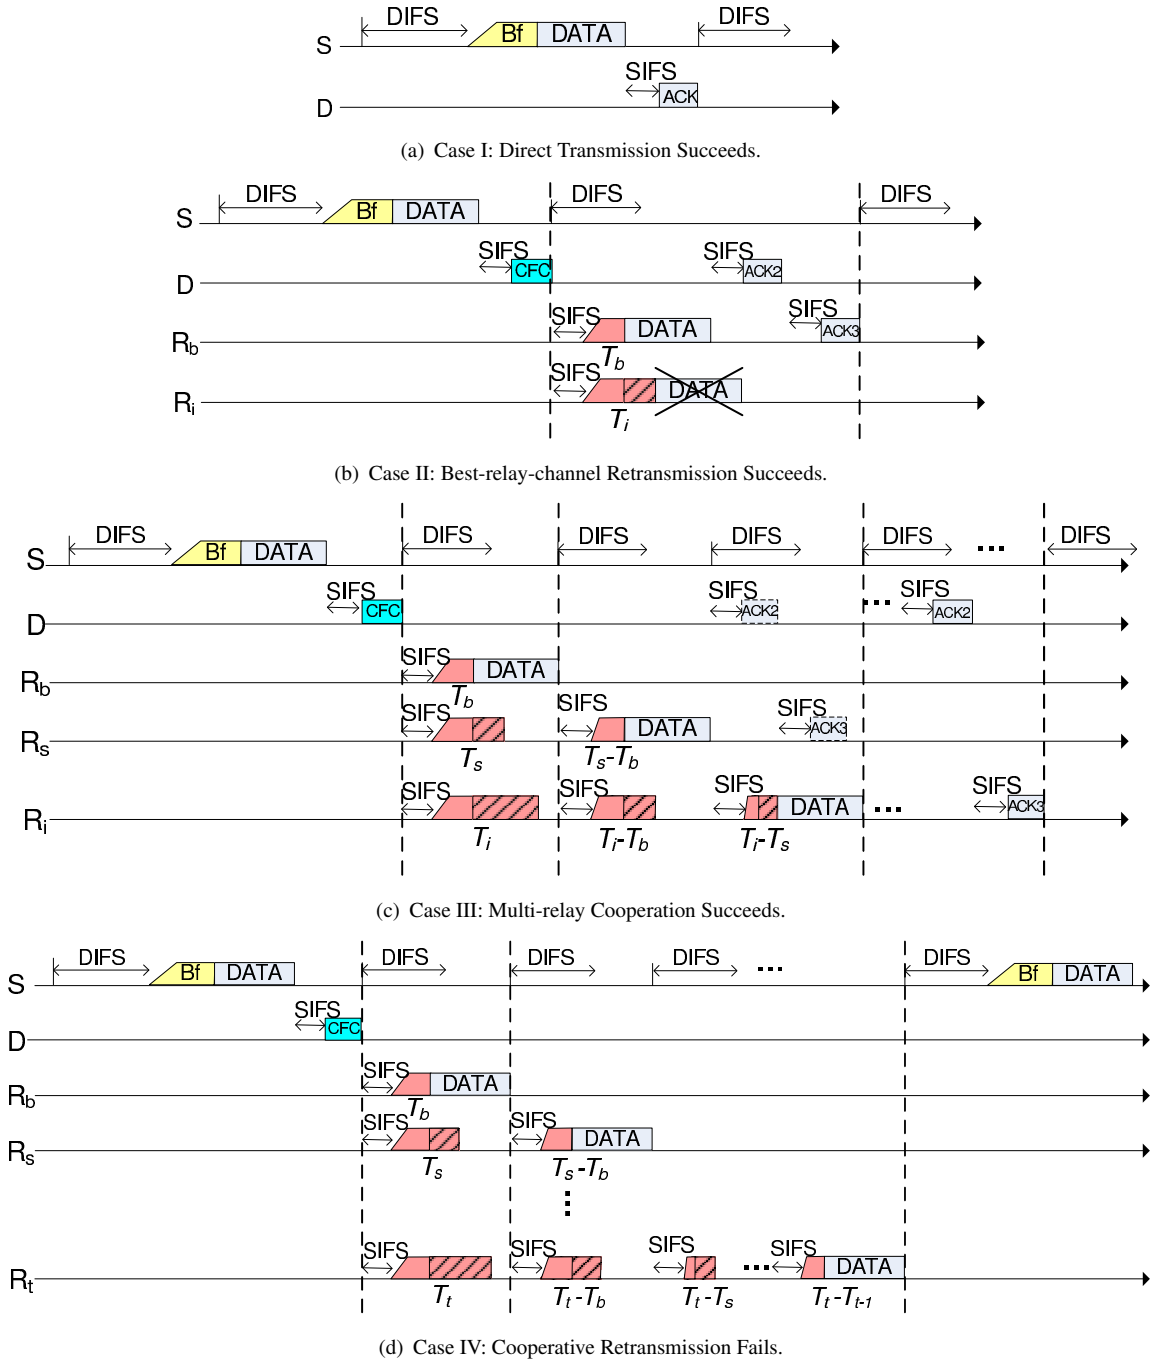 DIFS DIFS
S Bf DATA
SIFS
D ACK
(a) Case I: Direct Transmission Succeeds.
DIFS DIFS DIFS
S Bf DATA
SIFS SIFS
D CFC ACK2
SIFS SIFS
Rb DATA ACK3
Tb
SIFS
Ri DATA
Ti
(b) Case II: Best-relay-channel Retransmission Succeeds.
DIFS DIFS DIFS DIFS DIFS ... DIFS
S Bf DATA
SIFS SIFS SIFS
D CFC ACK2 ... ACK2
SIFS
Rb DATA
Tb
SIFS SIFS SIFS
Rs DATA ACK3
Ts Ts-Tb
SIFS SIFS SIFS SIFS
Ri DATA ... ACK3
Ti Ti-Tb Ti-Ts
(c) Case III: Multi-relay Cooperation Succeeds.
DIFS DIFS DIFS DIFS ... DIFS
S Bf DATA Bf DATA
SIFS
D CFC
SIFS
Rb DATA
Tb
SIFS SIFS
Rs DATA
Ts Ts-Tb
⋮
SIFS SIFS SIFS SIFS
Rt ... DATA
Tt Tt-Tb Tt-Ts Tt-Tt-1
(d) Case IV: Cooperative Retransmission Fails.